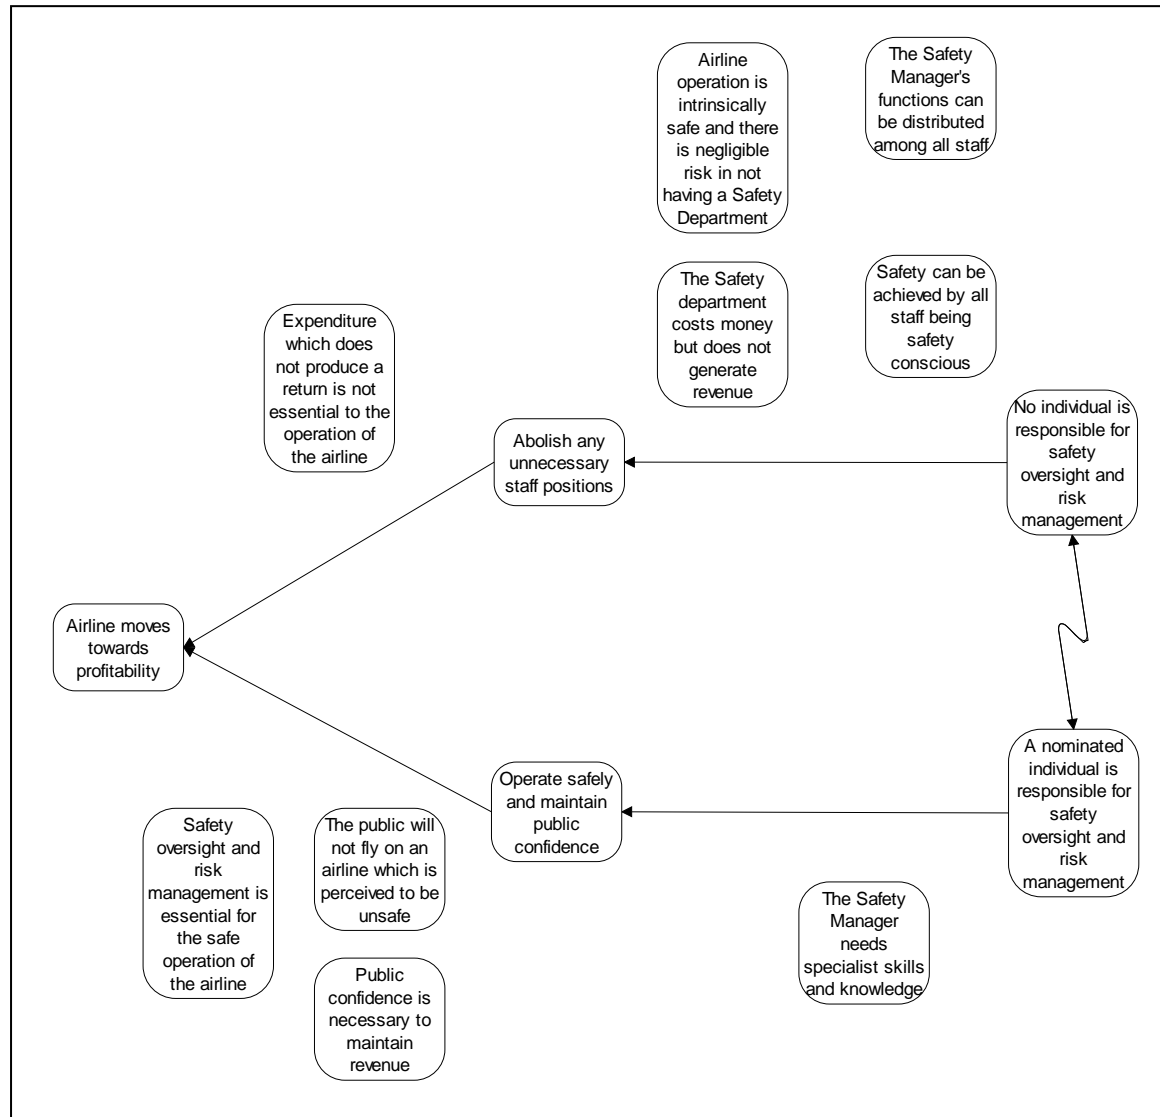 Airline
operation is
intrinsically
safe and there
is negligible
risk in not
having a Safety
Department
The Safety
Manager's
functions can
be distributed
among all staff
The Safety
department
costs money
but does not
generate
revenue
Safety can be
achieved by all
staff being
safety
conscious
Expenditure
which does
not produce a
return is not
essential to the
operation of
the airline
Abolish any
unnecessary
staff positions
No individual is
responsible for
safety
oversight and
risk
management
Airline moves
towards
profitability
Operate safely
and maintain
public
confidence
A nominated
individual is
responsible for
safety
oversight and
risk
management
Safety
oversight and
risk
management is
essential for
the safe
operation of
the airline
The public will
not fly on an
airline which is
perceived to be
unsafe
Public
confidence is
necessary to
maintain
revenue
The Safety
Manager
needs
specialist skills
and knowledge